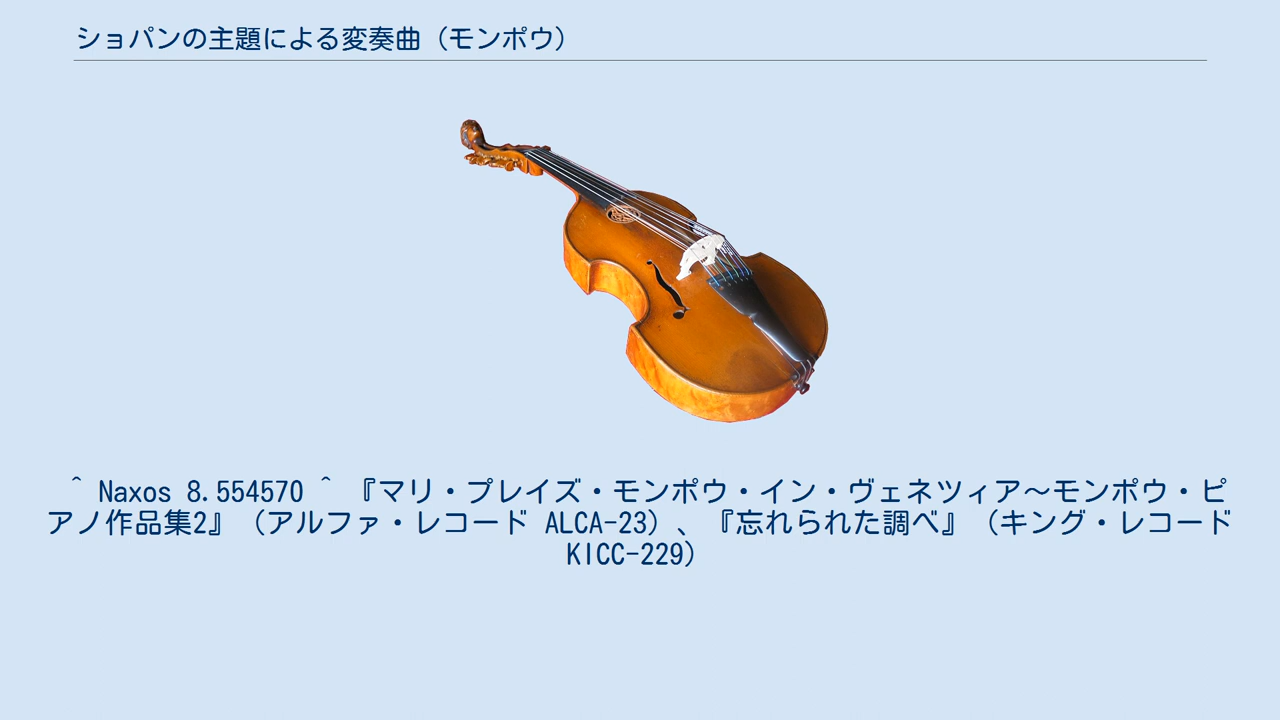 ショパンの主題による変奏曲（モンポウ）
^ Naxos 8.554570 ^ 『マリ・プレイズ・モンポウ・イン・ヴェネツィア〜モンポウ・ピ
アノ作品集2』（アルファ・レコード ALCA-23）、『忘れられた調べ』（キング・レコード
KICC-229）